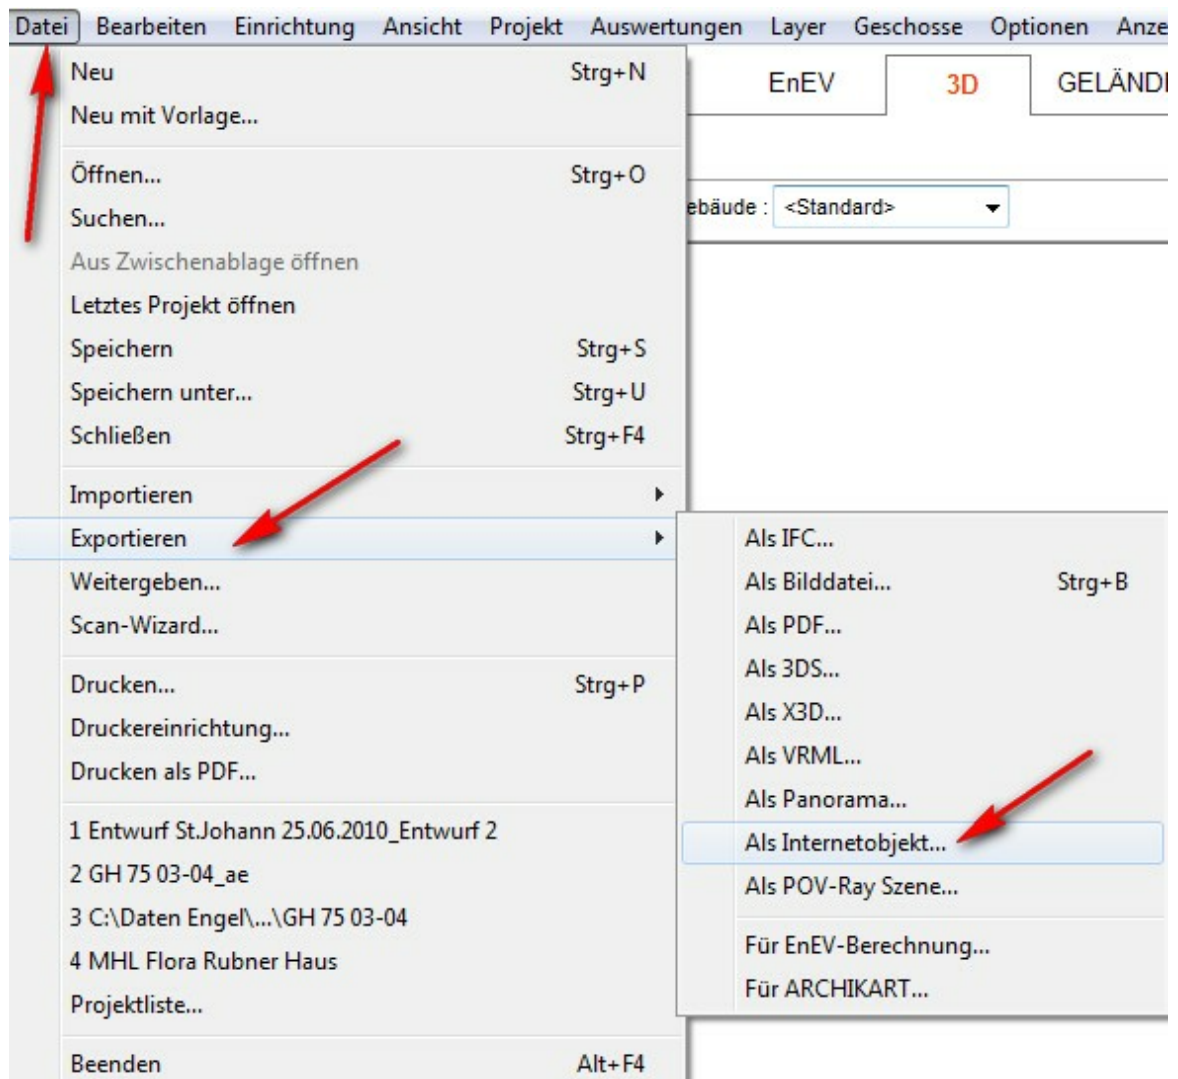 Datei Bearbeiten Einrichtung Ansicht Projekt Auswertungen Layer Geschosse Optionen Anze
EnEV 3D GELÄND
ebäude : <Standard>
Neu Strg+N
Neu mit Vorlage...
Öffnen... Strg+O
Suchen...
Aus Zwischenablage öffnen
Letztes Projekt öffnen
Speichern Strg+S
Speichern unter... Strg+U
Schließen Strg+F4
Importieren
Exportieren
Weitergeben...
Scan-Wizard...
Drucken... Strg+P
Druckereinrichtung...
Drucken als PDF...
1 Entwurf St.Johann 25.06.2010_Entwurf 2
2 GH 75 03-04_ae
3 C:\Daten Engel\...\GH 75 03-04
4 MHL Flora Rubner Haus
Projektliste...
Beenden Alt+F4
Als IFC...
Als Bilddatei... Strg+B
Als PDF...
Als 3DS...
Als X3D...
Als VRML...
Als Panorama...
Als Internetobjekt...
Als POV-Ray Szene...
Für EnEV-Berechnung...
Für ARCHIKART...